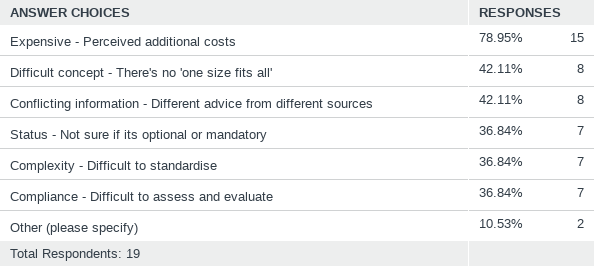 ANSWER CHOICES RESPONSES
Expensive - Perceived additional costs 78.95% 15
Difficult concept - There's no 'one size fits all' 42.11% 8
Conflicting information - Different advice from different sources 42.11% 8
Status - Not sure if its optional or mandatory 36.84% 7
Complexity - Difficult to standardise 36.84% 7
Compliance - Difficult to assess and evaluate 36.84% 7
Other (please specify) 10.53% 2
Total Respondents: 19